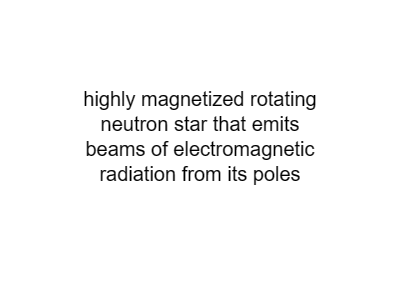 highly magnetized rotating
neutron star that emits
beams of electromagnetic
radiation from its poles